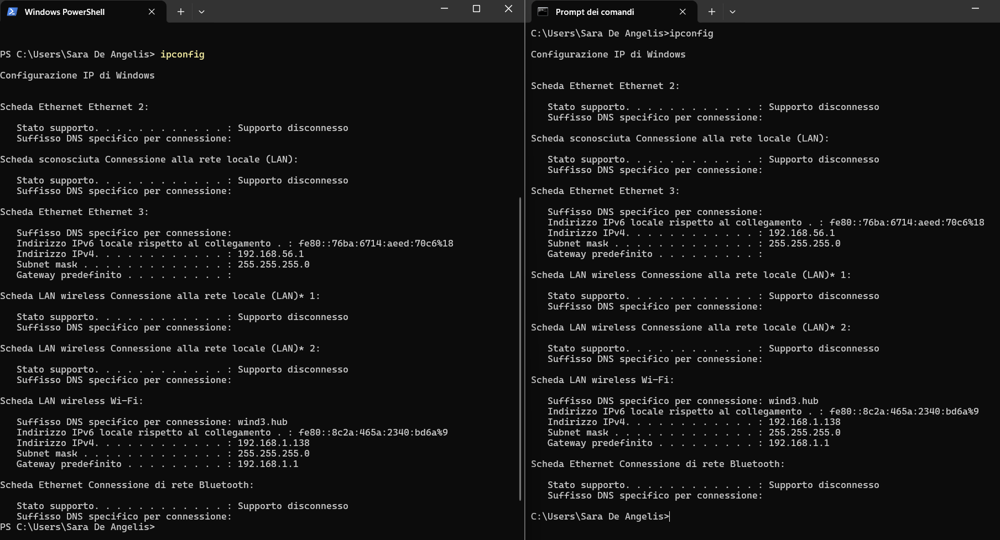 Windows PowerShell
PS C:\Users\Sara De Angelis> ipconfig
Configurazione IP di Windows
Scheda Ethernet Ethernet 2:
Stato supporto. . . . . . . . . . . . : Supporto disconnesso
Suffisso DNS specifico per connessione:
Scheda sconosciuta Connessione alla rete locale (LAN):
Stato supporto. . . . . . . . . . . . : Supporto disconnesso
Suffisso DNS specifico per connessione:
Scheda Ethernet Ethernet 3:
Suffisso DNS specifico per connessione:
Indirizzo IPv6 locale rispetto al collegamento . : fe80::76ba:6714:aeed:70c6%18
Indirizzo IPv4. . . . . . . . . . . . : 192.168.56.1
Subnet mask . . . . . . . . . . . . . : 255.255.255.0
Gateway predefinito . . . . . . . . . :
Scheda LAN wireless Connessione alla rete locale (LAN)* 1:
Stato supporto. . . . . . . . . . . . : Supporto disconnesso
Suffisso DNS specifico per connessione:
Scheda LAN wireless Connessione alla rete locale (LAN)* 2:
Stato supporto. . . . . . . . . . . . : Supporto disconnesso
Suffisso DNS specifico per connessione:
Scheda LAN wireless Wi-Fi:
Suffisso DNS specifico per connessione: wind3.hub
Indirizzo IPv6 locale rispetto al collegamento . : fe80::8c2a:465a:2340:bd6a%9
Indirizzo IPv4. . . . . . . . . . . . : 192.168.1.138
Subnet mask . . . . . . . . . . . . . : 255.255.255.0
Gateway predefinito . . . . . . . . . : 192.168.1.1
Scheda Ethernet Connessione di rete Bluetooth:
Stato supporto. . . . . . . . . . . . : Supporto disconnesso
Suffisso DNS specifico per connessione:
PS C:\Users\Sara De Angelis>
Prompt dei comandi
C:\Users\Sara De Angelis>ipconfig
Configurazione IP di Windows
Scheda Ethernet Ethernet 2:
Stato supporto. . . . . . . . . . . . : Supporto disconnesso
Suffisso DNS specifico per connessione:
Scheda sconosciuta Connessione alla rete locale (LAN):
Stato supporto. . . . . . . . . . . . : Supporto disconnesso
Suffisso DNS specifico per connessione:
Scheda Ethernet Ethernet 3:
Suffisso DNS specifico per connessione:
Indirizzo IPv6 locale rispetto al collegamento . : fe80::76ba:6714:aeed:70c6%18
Indirizzo IPv4. . . . . . . . . . . . : 192.168.56.1
Subnet mask . . . . . . . . . . . . . : 255.255.255.0
Gateway predefinito . . . . . . . . . :
Scheda LAN wireless Connessione alla rete locale (LAN)* 1:
Stato supporto. . . . . . . . . . . . : Supporto disconnesso
Suffisso DNS specifico per connessione:
Scheda LAN wireless Connessione alla rete locale (LAN)* 2:
Stato supporto. . . . . . . . . . . . : Supporto disconnesso
Suffisso DNS specifico per connessione:
Scheda LAN wireless Wi-Fi:
Suffisso DNS specifico per connessione: wind3.hub
Indirizzo IPv6 locale rispetto al collegamento . : fe80::8c2a:465a:2340:bd6a%9
Indirizzo IPv4. . . . . . . . . . . . : 192.168.1.138
Subnet mask . . . . . . . . . . . . . : 255.255.255.0
Gateway predefinito . . . . . . . . . : 192.168.1.1
Scheda Ethernet Connessione di rete Bluetooth:
Stato supporto. . . . . . . . . . . . : Supporto disconnesso
Suffisso DNS specifico per connessione:
C:\Users\Sara De Angelis>